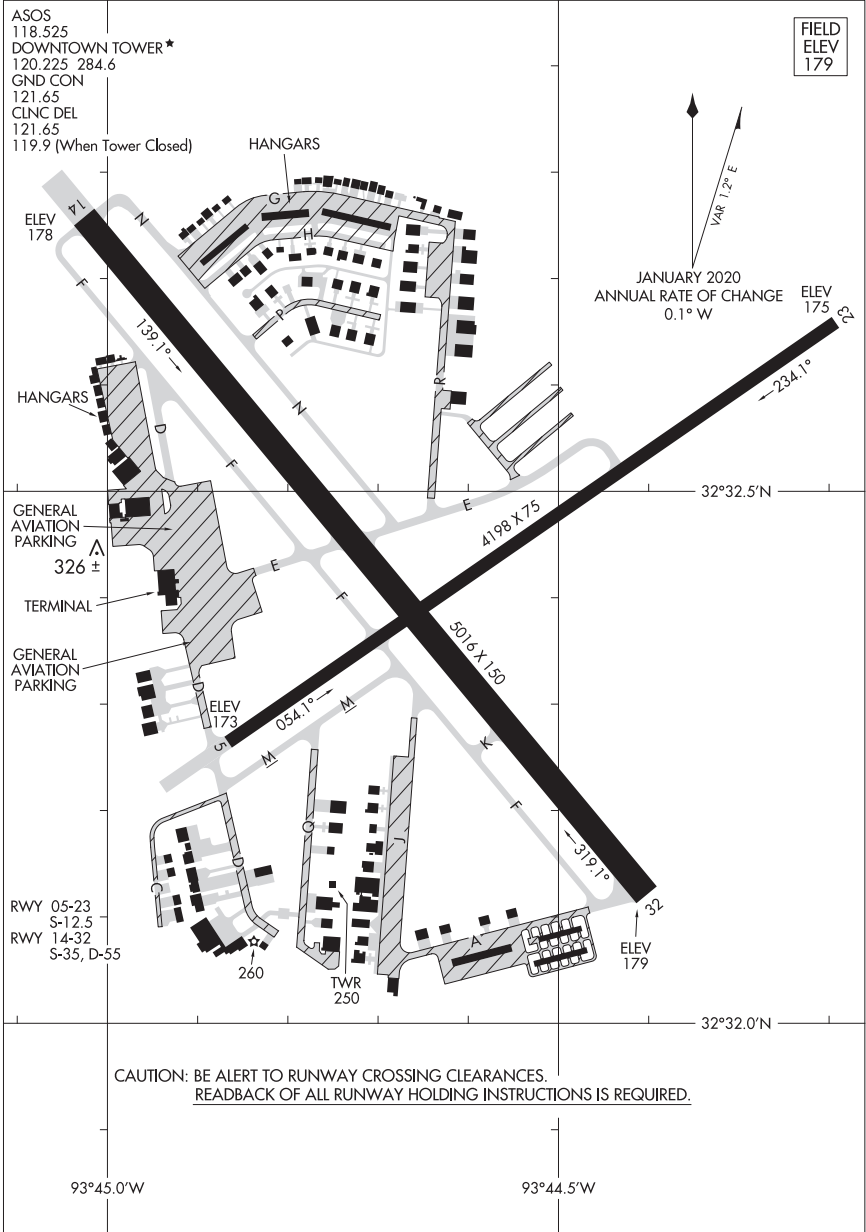 ASOS
118.525
DOWNTOWN TOWER★
120.225 284.6
GND CON
121.65
CLNC DEL
121.65
119.9 (When Tower Closed)
FIELD
ELEV
179
HANGARS
VAR 1.2° E
JANUARY 2020
ANNUAL RATE OF CHANGE
0.1° W
ELEV
178
14
N
G
H
F
P
139.1°
ELEV
175
23
234.1°
HANGARS
D
F
N
R
GENERAL
AVIATION
PARKING
326 ±
D
E
4198 X 75
32°32.5'N
E
TERMINAL
F
5016 X 150
GENERAL
AVIATION
PARKING
D
ELEV
173
5
054.1°
M
M
K
F
Q
J
319.1°
C
D
RWY 05-23
S-12.5
RWY 14-32
S-35, D-55
260
TWR
250
A
32
ELEV
179
32°32.0'N
CAUTION: BE ALERT TO RUNWAY CROSSING CLEARANCES.
READBACK OF ALL RUNWAY HOLDING INSTRUCTIONS IS REQUIRED.
93°45.0'W
93°44.5'W